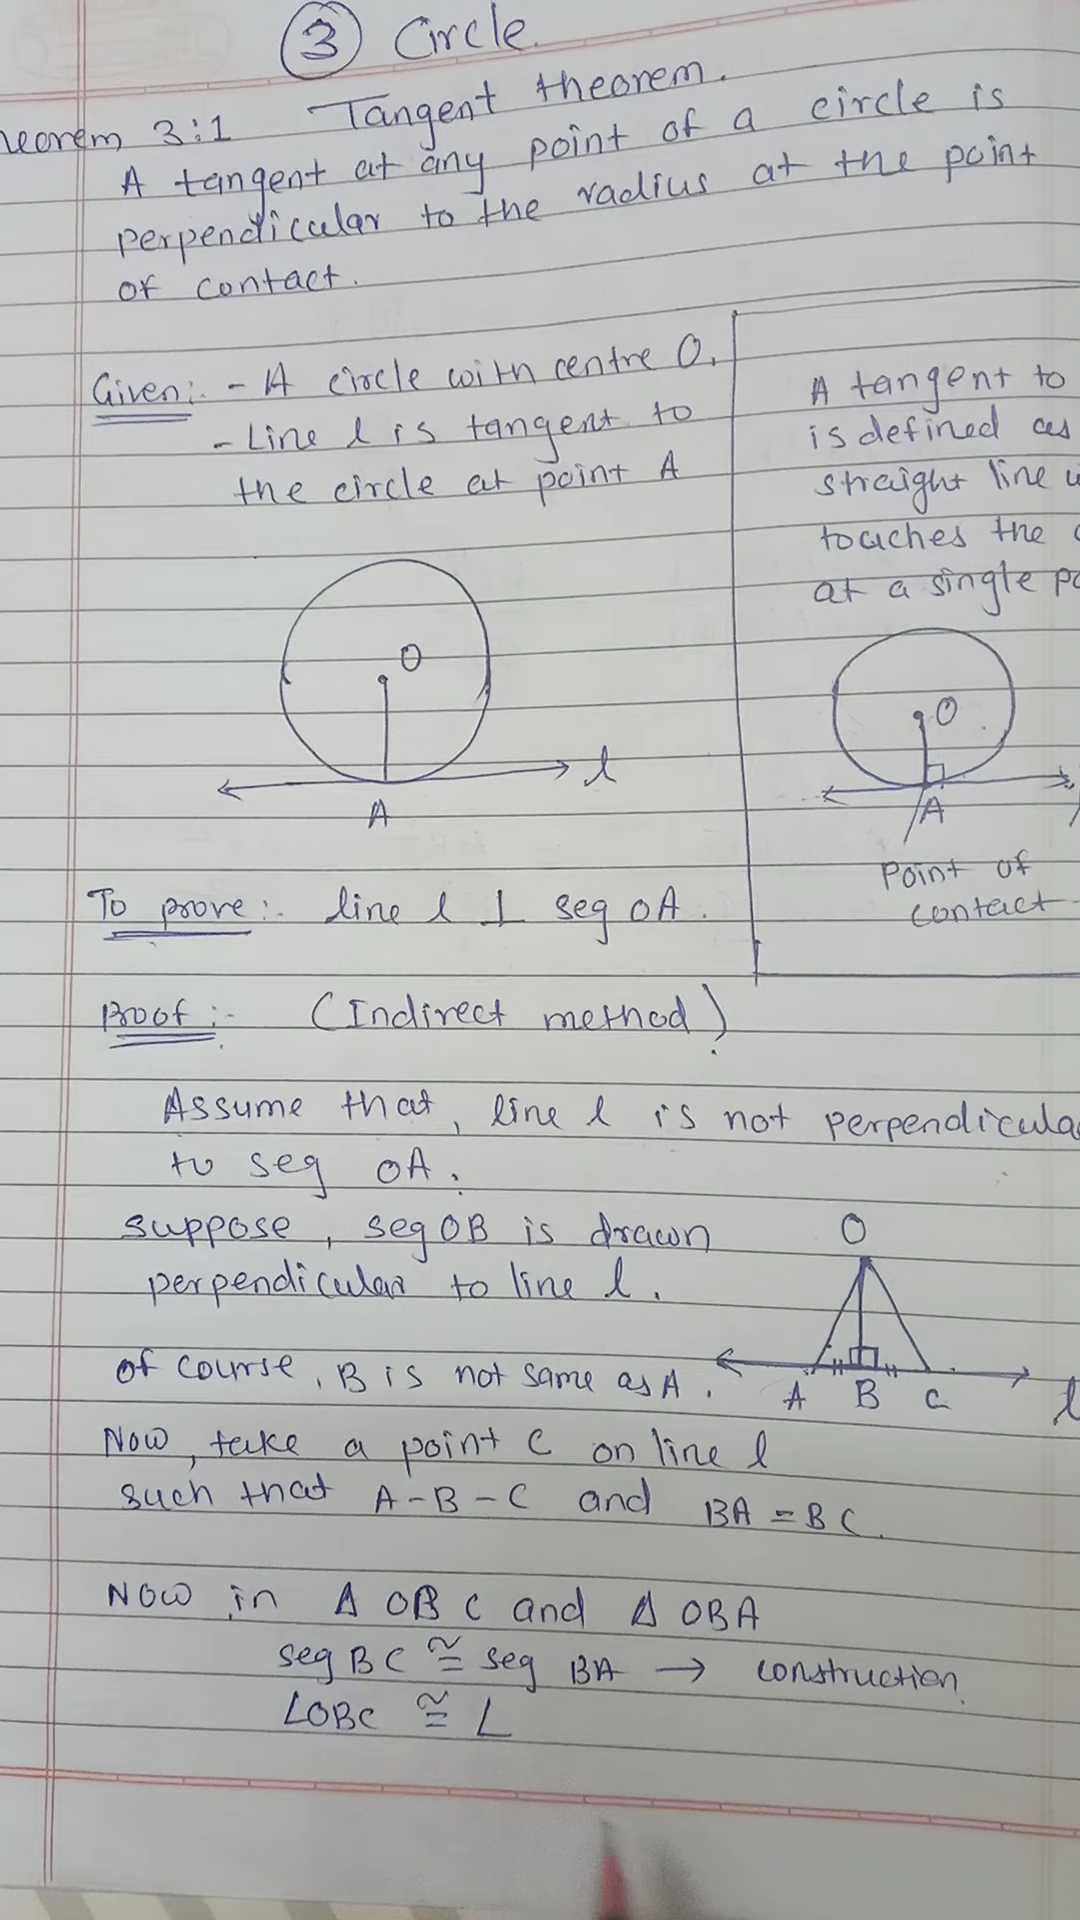 3 Circle.
3:1 Tangent theorem.
A tangent at any point of a circle is
perpendicular to the radius at the point
of contact.
Given:- - A circle with centre O.
- Line l is tangent to
the circle at point A
A tangent to
is defined as
straight line
touches the
at a single
O
l
A
O
A
Point of
contact
To prove:- line l ⊥ seg OA.
Proof:- (Indirect method)
Assume that, line l is not
to seg OA.
suppose, seg OB is drawn
perpendicular to line l.
O
A B C
l
of course, B is not same as A.
Now, take a point C on line l
such that A-B-C and BA = BC.
Now in Δ OBC and Δ OBA
seg BC ≅ seg BA → construction.
∠OBC ≅ ∠